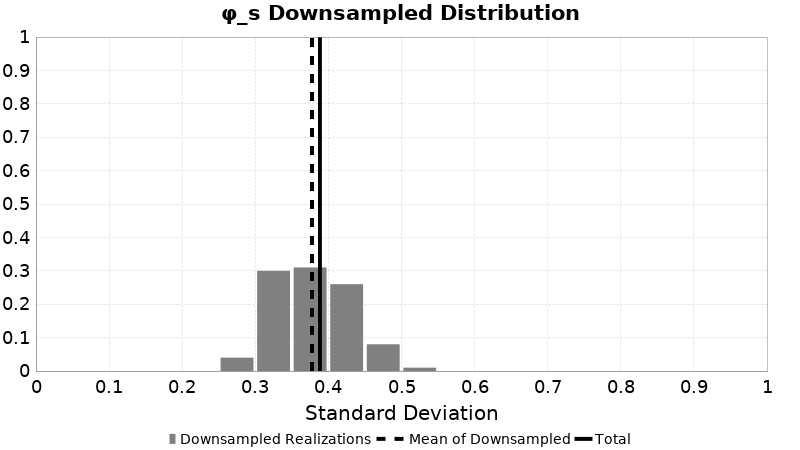 φ_s Downsampled Distribution
1
0.9
0.8
0.7
0.6
0.5
0.4
0.3
0.2
0.1
0
0 0.1 0.2 0.3 0.4 0.5 0.6 0.7 0.8 0.9 1
Standard Deviation
Downsampled Realizations Mean of Downsampled Total